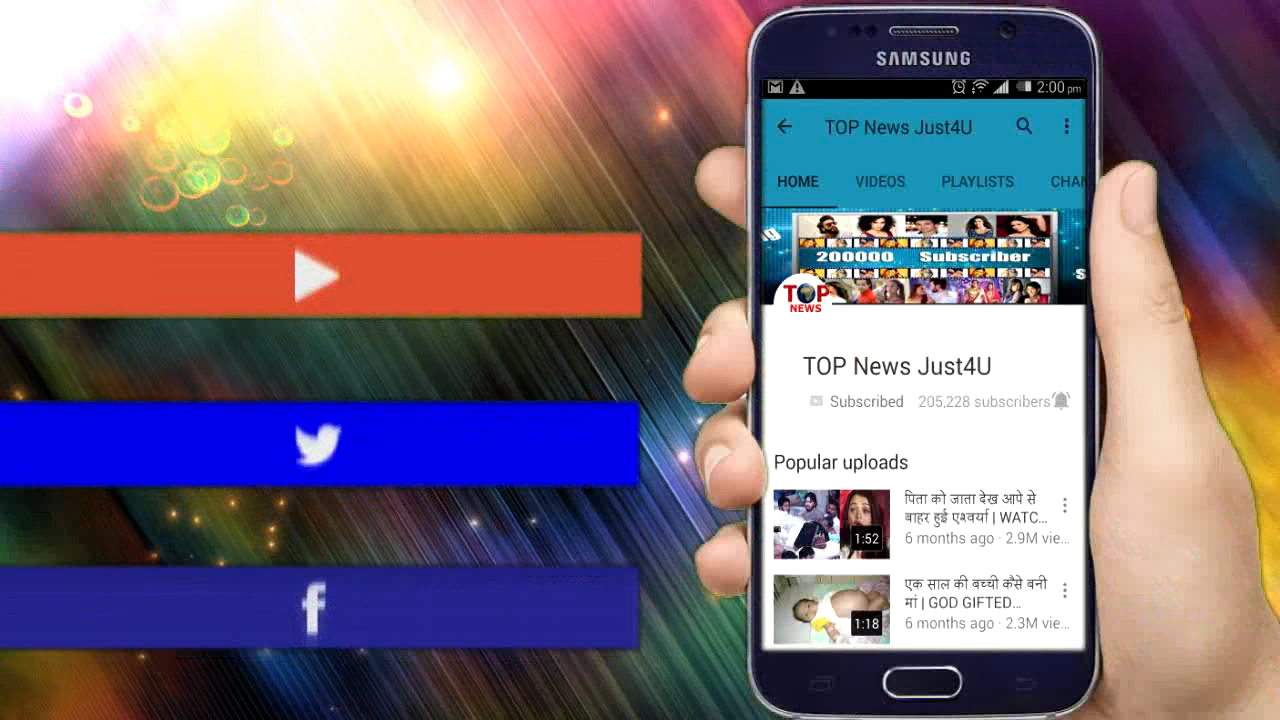 SAMSUNG
2:00 pm
TOP News Just4U
HOME VIDEOS PLAYLISTS CHAN
200000 Subscriber
TOP
NEWS
TOP News Just4U
Subscribed 205,228 subscribers
Popular uploads
पिता को जाता देख आपे से
बाहर हुई एश्वर्या | WATC...
1:52
6 months ago · 2.9M vie...
एक साल की बच्ची कैसे बनी
मां | GOD GIFTED...
1:18
6 months ago · 2.3M vie...